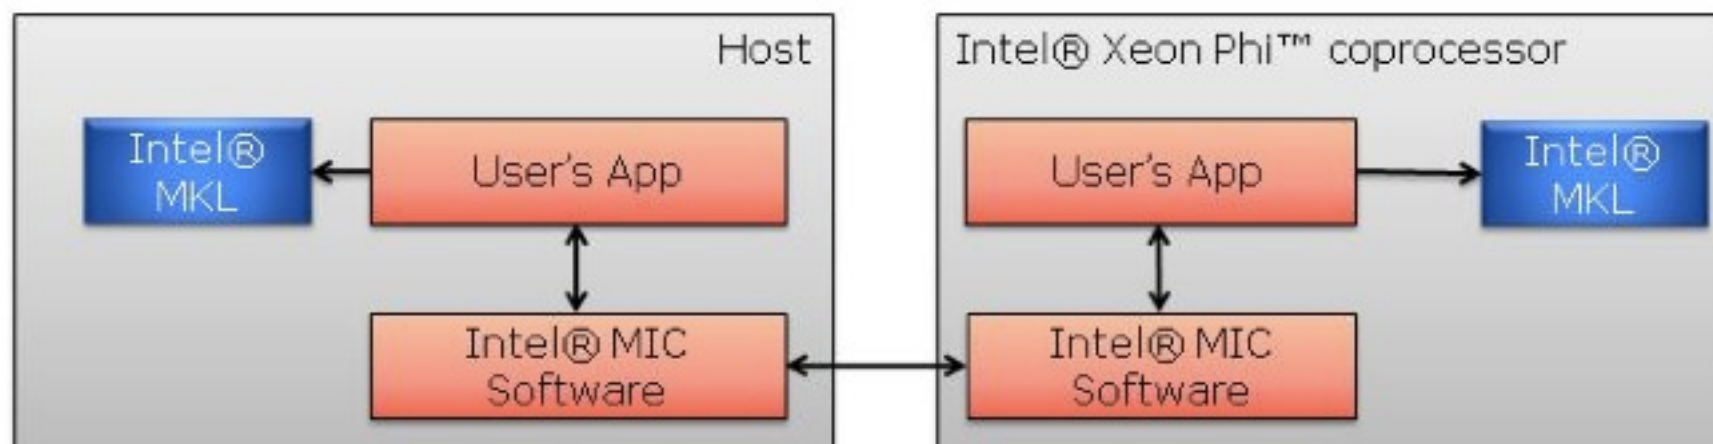 Host
Intel® Xeon Phi™ coprocessor
Intel®
MKL
User's App
User's App
Intel®
MKL
Intel® MIC
Software
Intel® MIC
Software